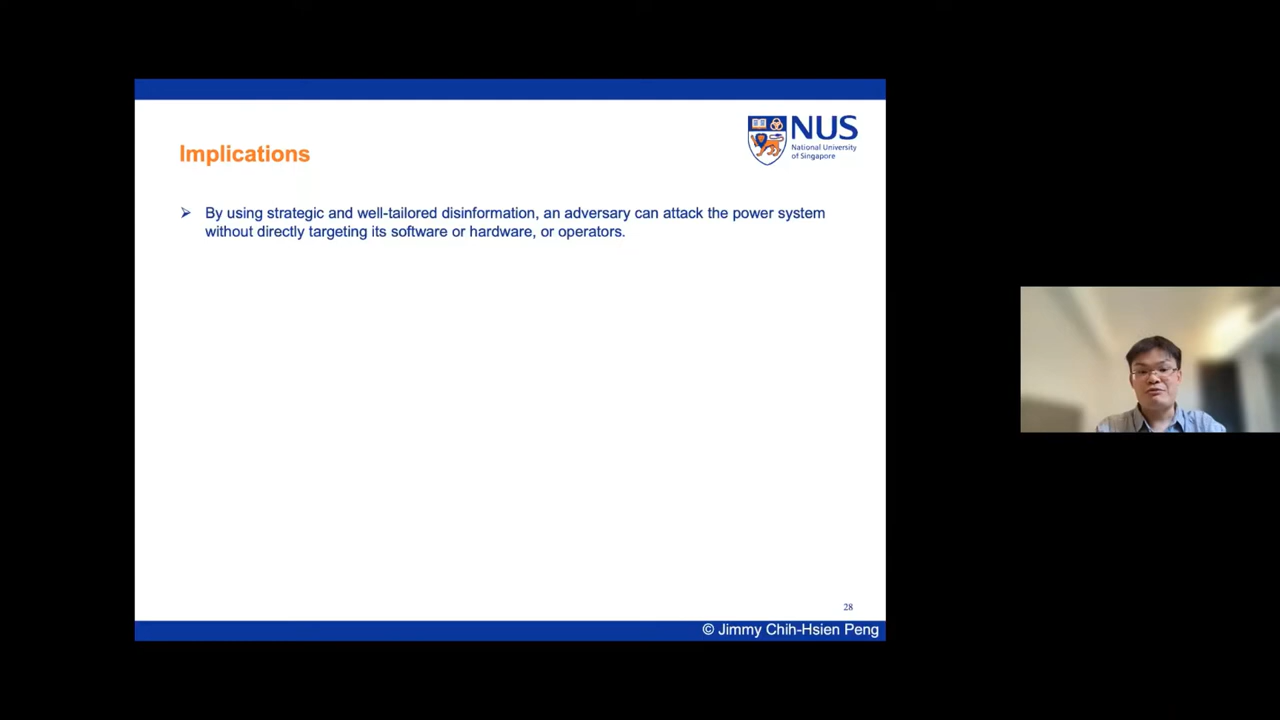 NUS
National University
of Singapore
Implications
➢ By using strategic and well-tailored disinformation, an adversary can attack the power system
without directly targeting its software or hardware, or operators.
28
© Jimmy Chih-Hsien Peng